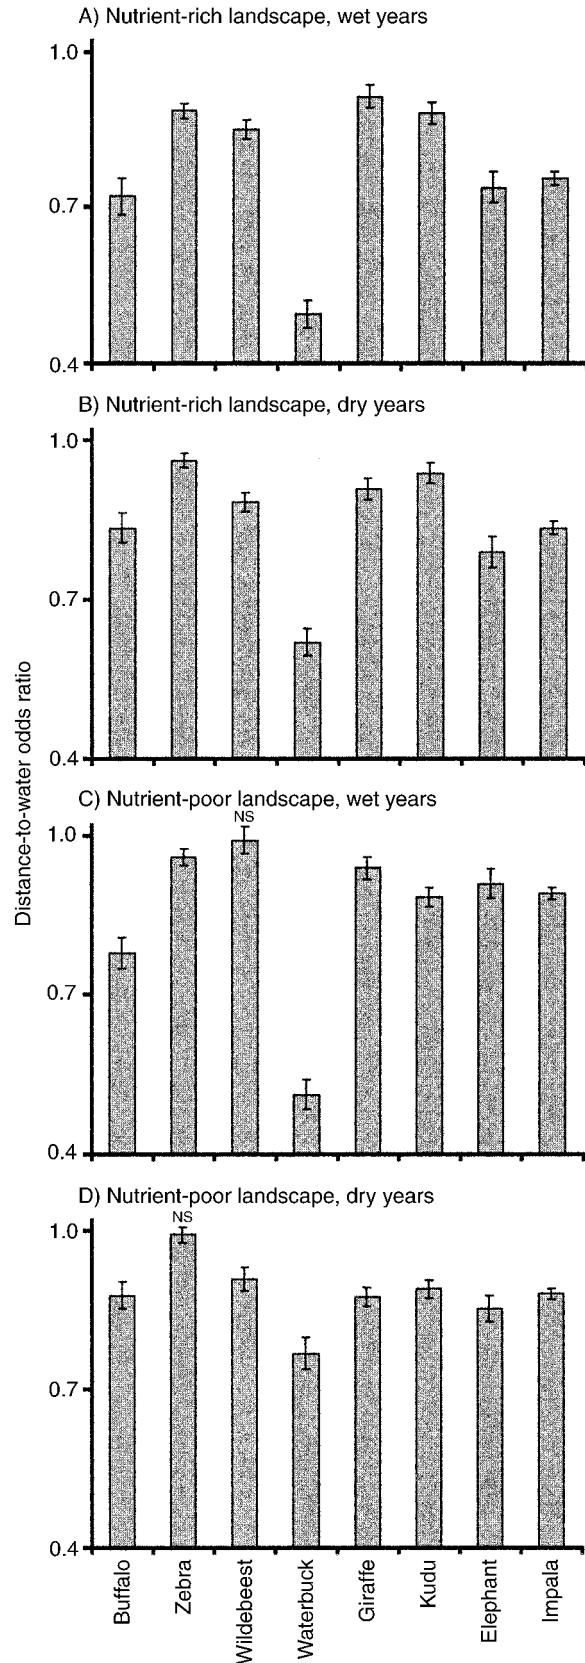 A) Nutrient-rich landscape, wet years
1.0
0.7
0.4
B) Nutrient-rich landscape, dry years
1.0
0.7
0.4
Distance-to-water odds ratio
C) Nutrient-poor landscape, wet years
NS
1.0
0.7
0.4
D) Nutrient-poor landscape, dry years
NS
1.0
0.7
0.4
Buffalo
Zebra
Wildebeest
Waterbuck
Giraffe
Kudu
Elephant
Impala